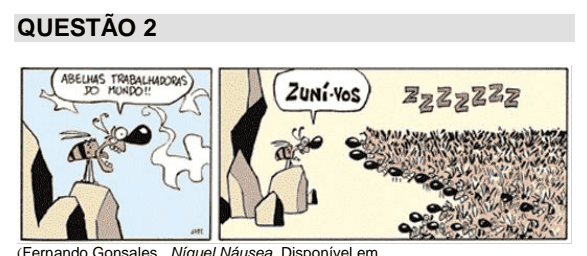 QUESTÃO 2
ABELHAS TRABALHADORAS
DO MUNDO!!
ZUNÍ-VOS
ZZZZZZZ
(Fernando Gonsales. Níquel Náusea. Disponível em